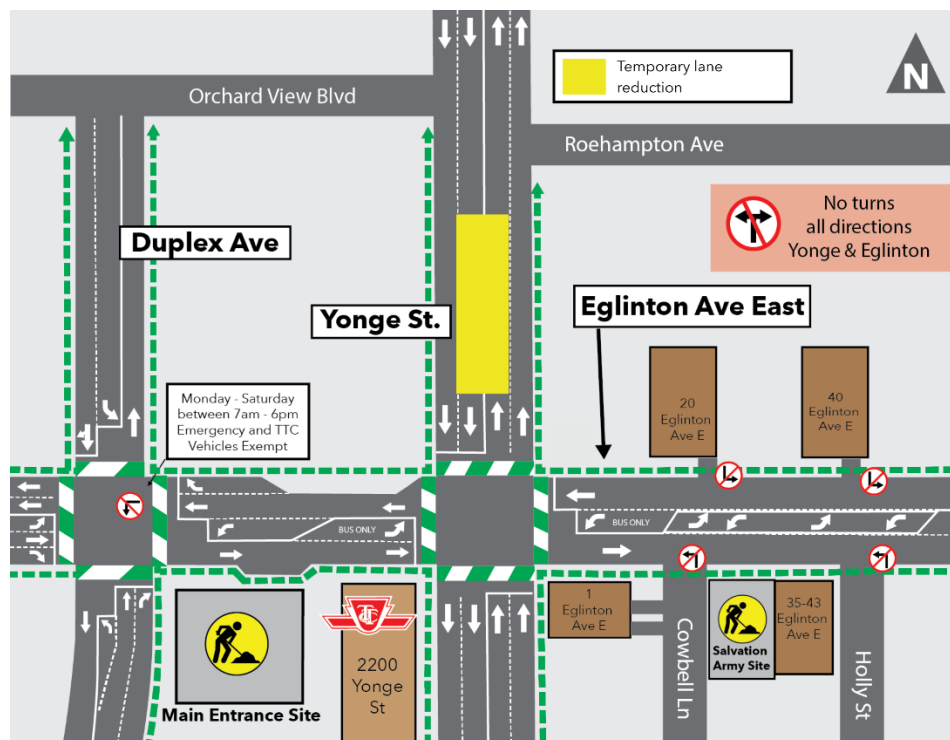 Temporary lane
reduction
N
Orchard View Blvd
Roehampton Ave
No turns
all directions
Yonge & Eglinton
Duplex Ave
Yonge St.
Eglinton Ave East
Monday - Saturday
between 7am - 6pm
Emergency and TTC
Vehicles Exempt
20
Eglinton
Ave E
40
Eglinton
Ave E
BUS ONLY
BUS ONLY
1
Eglinton
Ave E
35-43
Eglinton
Ave E
Salvation
Army Site
TTC
2200
Yonge
St
Main Entrance Site
Cowbell Ln
Holly St